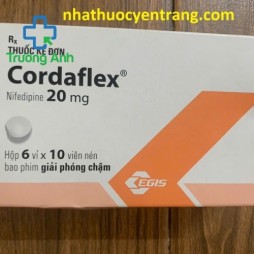 nhathuocyentrang.com
Rx
THUỐC KÊ ĐƠN
Trường Anh
Cordaflex®
Nifedipine 20 mg
Hộp 6 vỉ x 10 viên nén
bao phim giải phóng chậm
EGIS